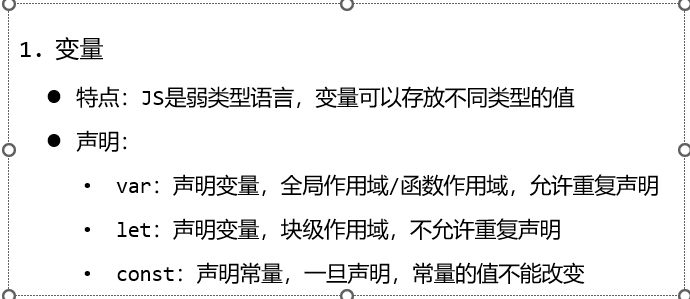 1. 变量
● 特点：JS是弱类型语言，变量可以存放不同类型的值
● 声明：
• var：声明变量，全局作用域/函数作用域，允许重复声明
• let：声明变量，块级作用域，不允许重复声明
• const：声明常量，一旦声明，常量的值不能改变